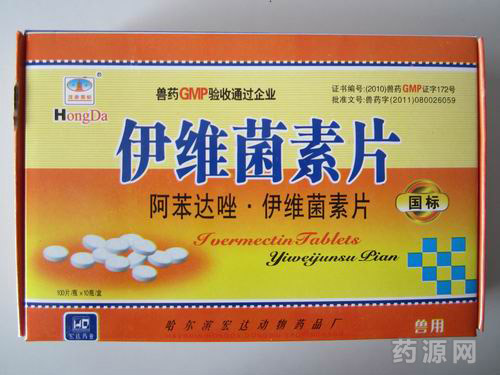 兽药GMP验收通过企业
证书编号:(2010)兽药GMP证字172号
批准文号:兽药字(2011)080026059
HongDa
伊维菌素片
阿苯达唑·伊维菌素片
国标
Ivermectin Tablets
Yiweijunsu Pian
100片/瓶×10瓶/盒
HD
宏达药业
哈尔滨宏达动物药品厂
兽用
药源网